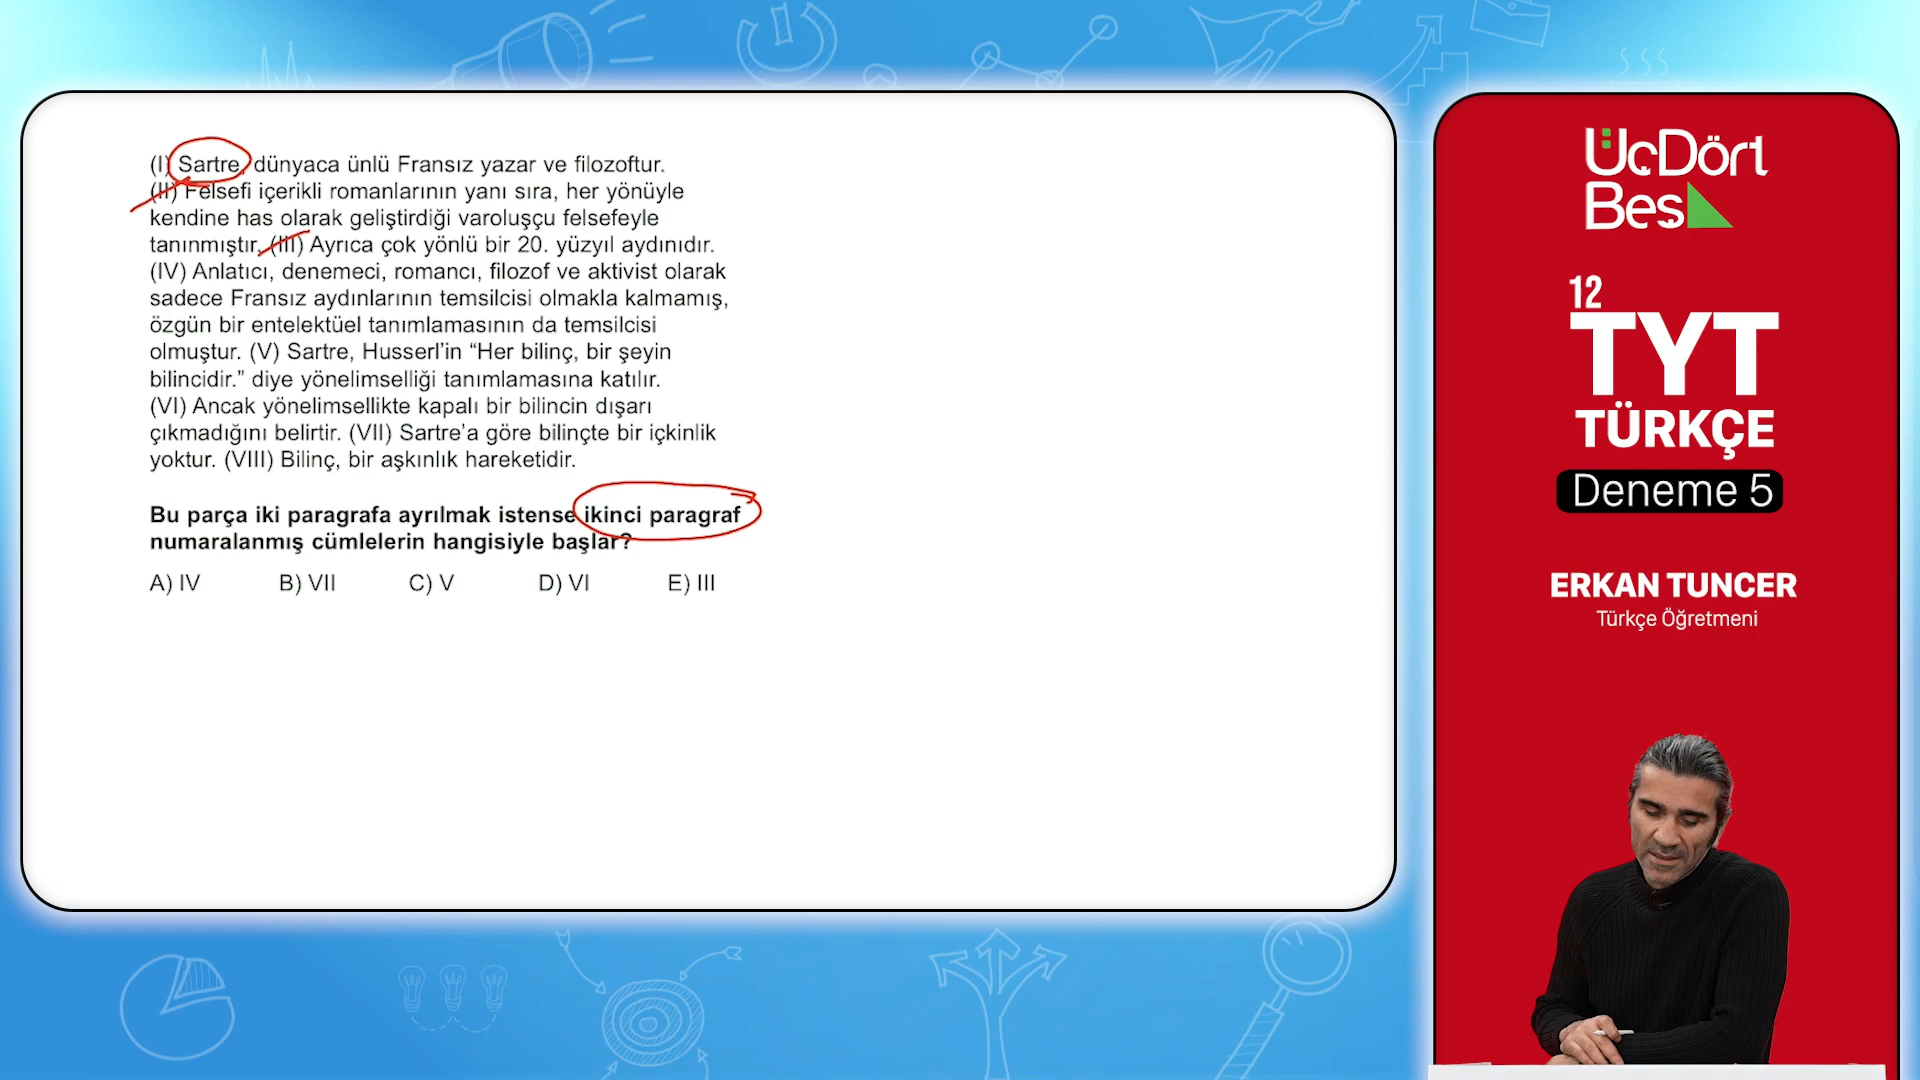 (I) Sartre, dünyaca ünlü Fransız yazar ve filozoftur.
(II) Felsefi içerikli romanlarının yanı sıra, her yönüyle
kendine has olarak geliştirdiği varoluşçu felsefeyle
tanınmıştır. (III) Ayrıca çok yönlü bir 20. yüzyıl aydınıdır.
(IV) Anlatıcı, denemeci, romancı, filozof ve aktivist olarak
sadece Fransız aydınlarının temsilcisi olmakla kalmamış,
özgün bir entelektüel tanımlamasının da temsilcisi
olmuştur. (V) Sartre, Husserl’in “Her bilinç, bir şeyin
bilincidir.” diye yönelimselliği tanımlamasına katılır.
(VI) Ancak yönelimsellikte kapalı bir bilincin dışarı
çıkmadığını belirtir. (VII) Sartre’a göre bilinçte bir içkinlik
yoktur. (VIII) Bilinç, bir aşkınlık hareketidir.
Bu parça iki paragrafa ayrılmak istense ikinci paragraf
numaralanmış cümlelerin hangisiyle başlar?
A) IV B) VII C) V D) VI E) III
ÜçDört
Beş
12
TYT
TÜRKÇE
Deneme 5
ERKAN TUNCER
Türkçe Öğretmeni